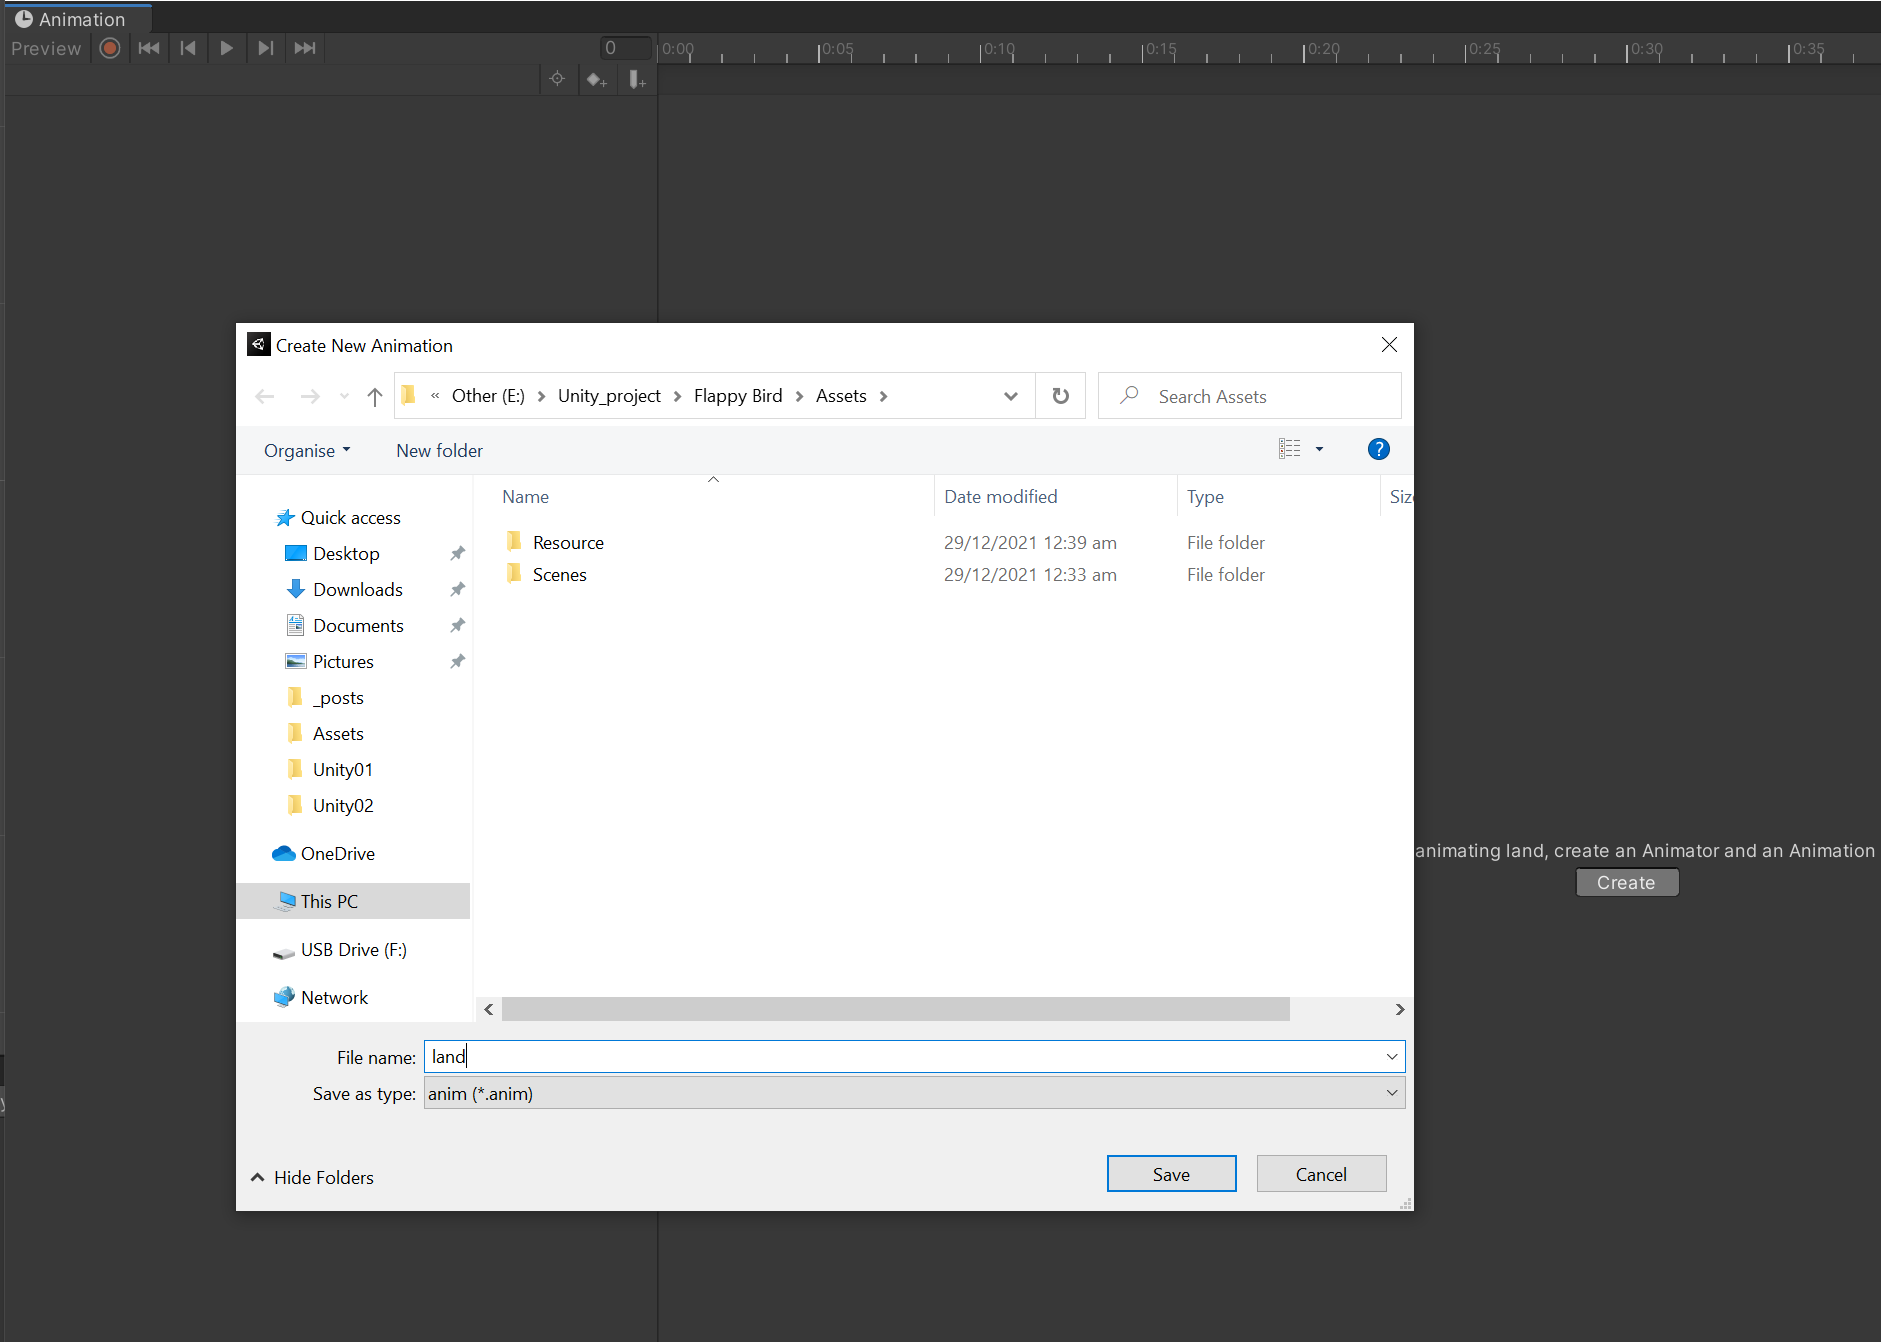 Animation
Preview
0
0:00 0:05 0:10 0:15 0:20 0:25 0:30 0:35
Create New Animation
« Other (E:) > Unity_project > Flappy Bird > Assets >
Search Assets
Organise
New folder
?
Name Date modified Type Siz
Quick access
Desktop
Downloads
Documents
Pictures
_posts
Assets
Unity01
Unity02
OneDrive
This PC
USB Drive (F:)
Network
Resource 29/12/2021 12:39 am File folder
Scenes 29/12/2021 12:33 am File folder
animating land, create an Animator and an Animation
Create
File name: land
Save as type: anim (*.anim)
Hide Folders
Save
Cancel